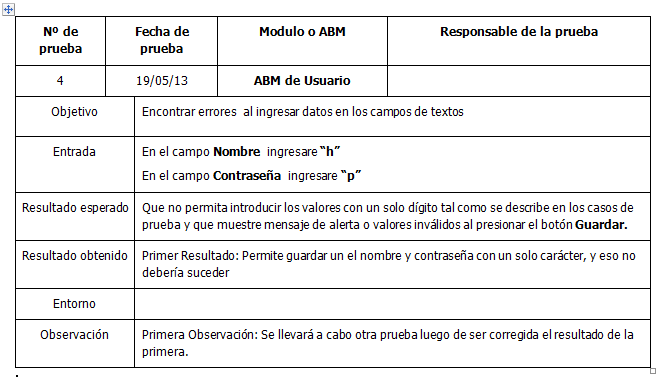 Nº de prueba Fecha de prueba Modulo o ABM Responsable de la prueba
4 19/05/13 ABM de Usuario
Objetivo Encontrar errores al ingresar datos en los campos de textos
Entrada En el campo Nombre ingresare “h”
En el campo Contraseña ingresare “p”
Resultado esperado Que no permita introducir los valores con un solo dígito tal como se describe en los casos de
prueba y que muestre mensaje de alerta o valores inválidos al presionar el botón Guardar.
Resultado obtenido Primer Resultado: Permite guardar un el nombre y contraseña con un solo carácter, y eso no
debería suceder
Entorno
Observación Primera Observación: Se llevará a cabo otra prueba luego de ser corregida el resultado de la
primera.
.